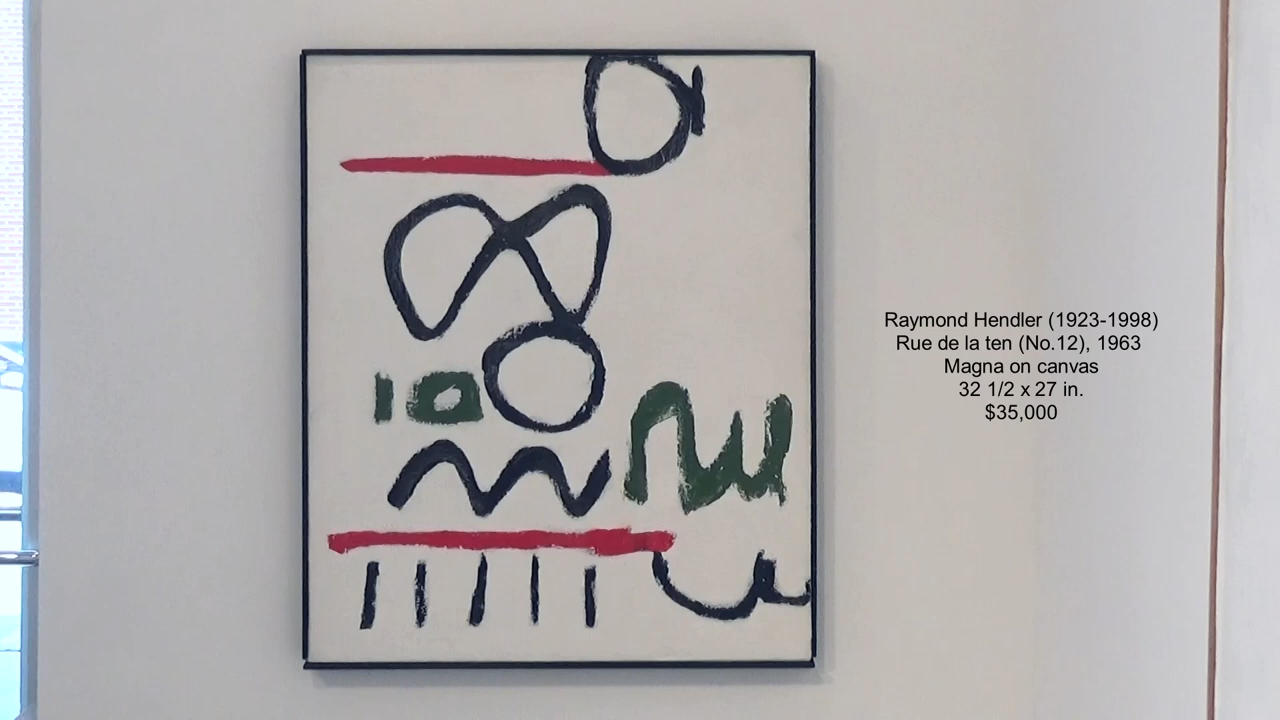 Raymond Hendler (1923-1998)
Rue de la ten (No.12), 1963
Magna on canvas
32 1/2 x 27 in.
$35,000